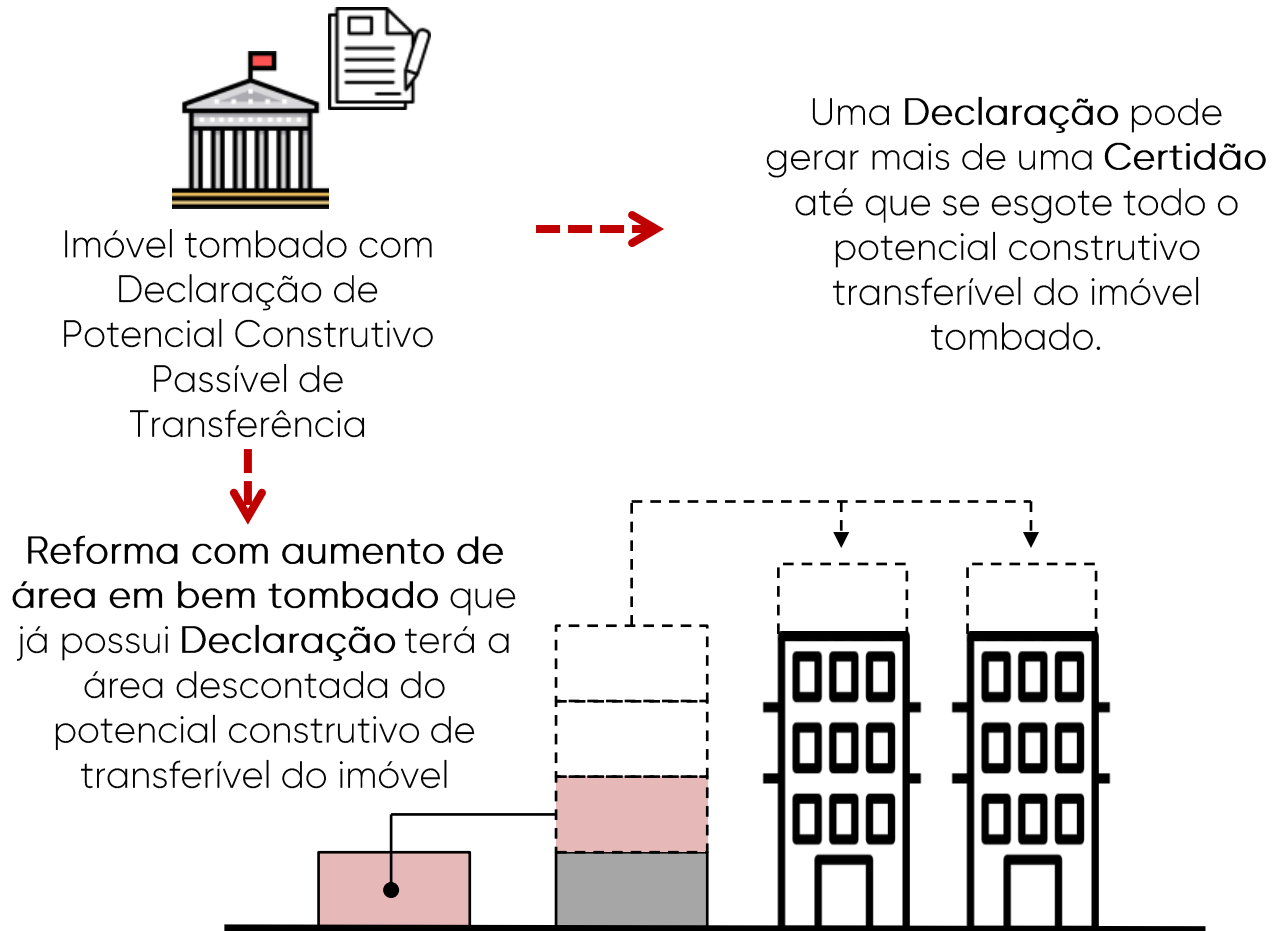 Imóvel tombado com
Declaração de
Potencial Construtivo
Passível de
Transferência
Uma Declaração pode
gerar mais de uma Certidão
até que se esgote todo o
potencial construtivo
transferível do imóvel
tombado.
Reforma com aumento de
área em bem tombado que
já possui Declaração terá a
área descontada do
potencial construtivo de
transferível do imóvel